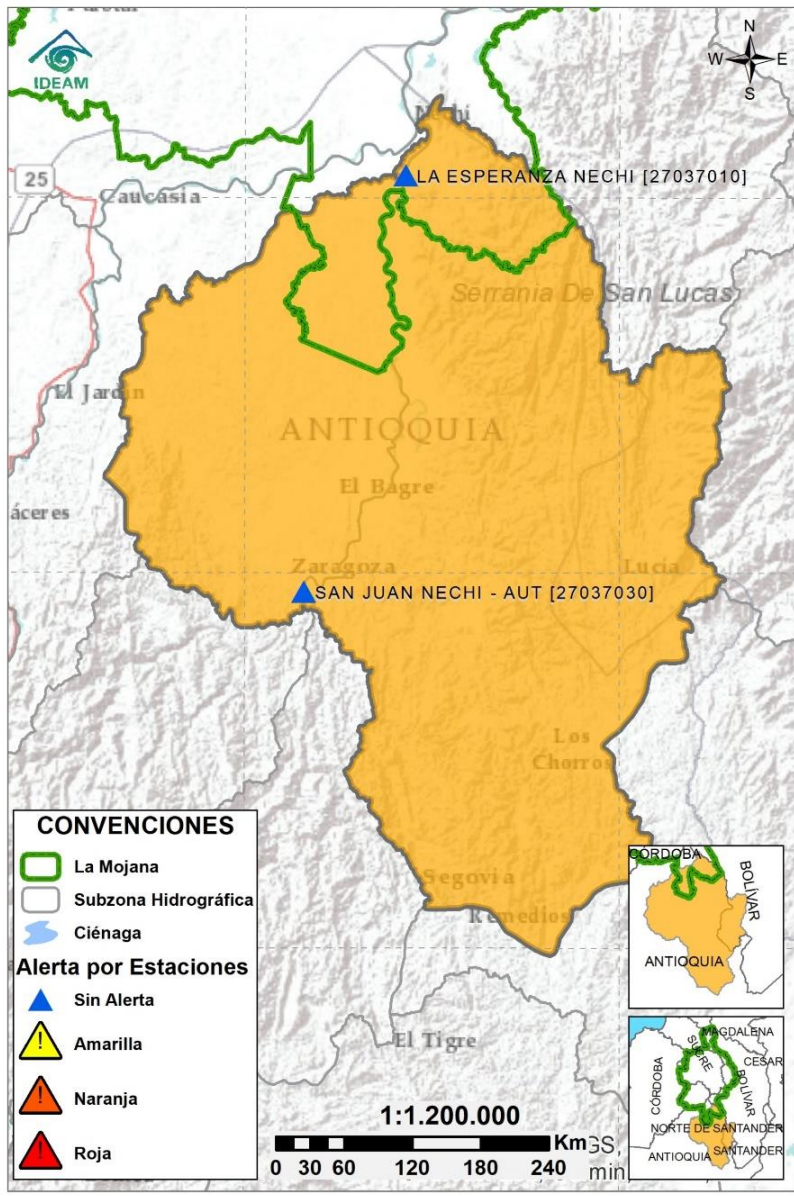 IDEAM
N
W E
S
Nechí
LA ESPERANZA NECHI [27037010]
25
Caucasia
Serrania De San Lucas
El Jardin
ANTIOQUIA
El Bagre
áceres
Zaragoza
Lucia
SAN JUAN NECHI - AUT [27037030]
Los
Chorros
Segovia
Remedios
El Tigre
CONVENCIONES
La Mojana
Subzona Hidrográfica
Ciénaga
Alerta por Estaciones
Sin Alerta
Amarilla
Naranja
Roja
1:1.200.000
Km
0 30 60 120 180 240
GS,
min
CÓRDOBA
BOLÍVAR
ANTIOQUIA
MAGDALENA
SUCRE
CESAR
CÓRDOBA
BOLÍVAR
NORTE DE SANTANDER
ANTIOQUIA
SANTANDER